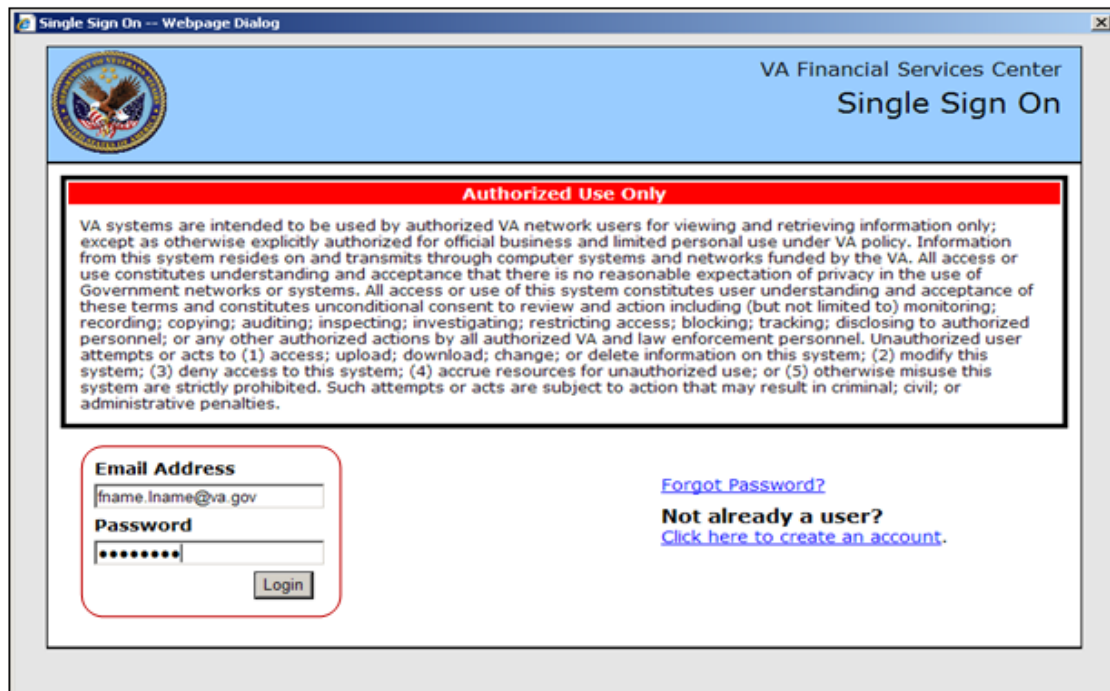 Single Sign On -- Webpage Dialog
VA Financial Services Center
Single Sign On
Authorized Use Only
VA systems are intended to be used by authorized VA network users for viewing and retrieving information only;
except as otherwise explicitly authorized for official business and limited personal use under VA policy. Information
from this system resides on and transmits through computer systems and networks funded by the VA. All access or
use constitutes understanding and acceptance that there is no reasonable expectation of privacy in the use of
Government networks or systems. All access or use of this system constitutes user understanding and acceptance of
these terms and constitutes unconditional consent to review and action including (but not limited to) monitoring;
recording; copying; auditing; inspecting; investigating; restricting access; blocking; tracking; disclosing to authorized
personnel; or any other authorized actions by all authorized VA and law enforcement personnel. Unauthorized user
attempts or acts to (1) access; upload; download; change; or delete information on this system; (2) modify this
system; (3) deny access to this system; (4) accrue resources for unauthorized use; or (5) otherwise misuse this
system are strictly prohibited. Such attempts or acts are subject to action that may result in criminal; civil; or
administrative penalties.
Email Address
fname.lname@va.gov
Password
••••••••
Login
Forgot Password?
Not already a user?
Click here to create an account.